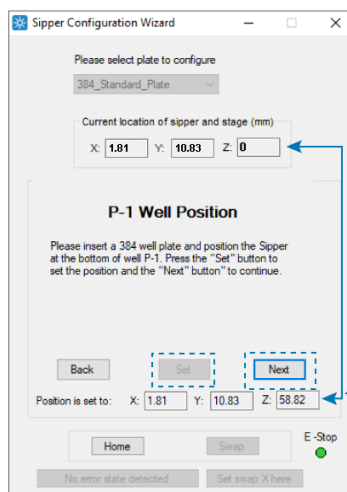 Sipper Configuration Wizard
Please select plate to configure
384_Standard_Plate
Current location of sipper and stage (mm)
X: 1.81 Y: 10.83 Z: 0
P-1 Well Position
Please insert a 384 well plate and position the Sipper
at the bottom of well P-1. Press the "Set" button to
set the position and the "Next" button" to continue.
Back Set Next
Position is set to: X: 1.81 Y: 10.83 Z: 58.82
Home Swap E -Stop
No error state detected Set swap X here